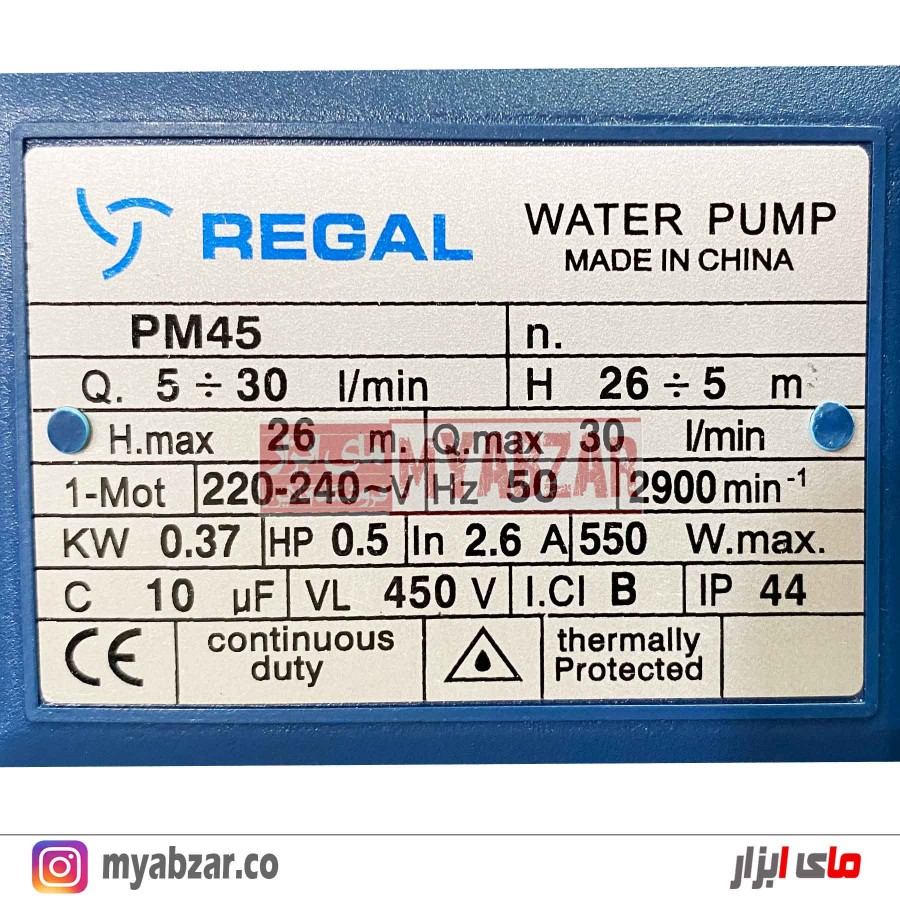 REGAL
WATER PUMP
MADE IN CHINA
PM45 n.
Q. 5 ÷ 30 l/min H 26 ÷ 5 m
H.max 26 m. Q.max 30 l/min
MYABZAR
1-Mot 220-240~V Hz 50 2900 min⁻¹
KW 0.37 HP 0.5 In 2.6 A 550 W.max.
C 10 µF VL 450 V I.Cl B IP 44
CE continuous duty thermally Protected
myabzar.co
مای ابزار